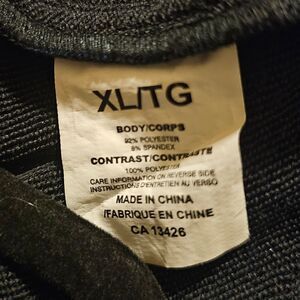 XL/TG
BODY/CORPS
92% POLYESTER
8% SPANDEX
CONTRAST/CONTRASTE
100% POLYESTER
CARE INFORMATION ON REVERSE SIDE
INSTRUCTIONS D'ENTRETIEN AU VERSO
MADE IN CHINA
/FABRIQUE EN CHINE
CA 13426